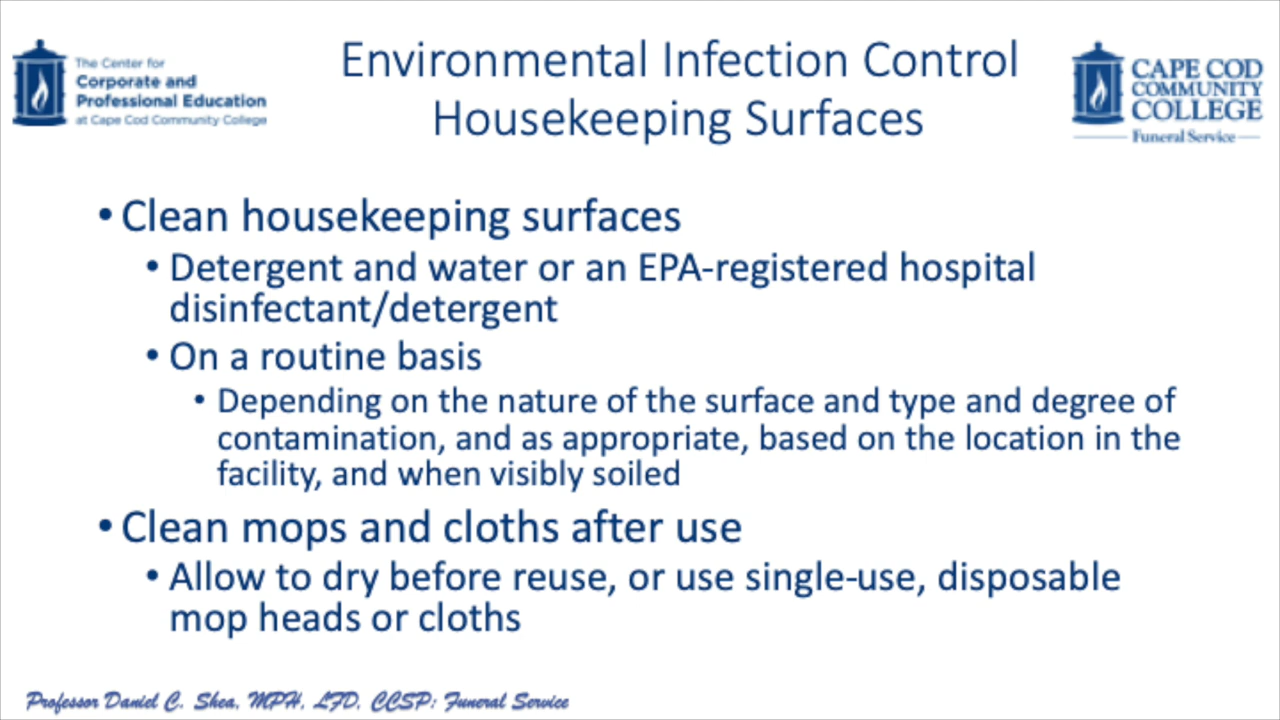 The Center for
Corporate and
Professional Education
at Cape Cod Community College
Environmental Infection Control
Housekeeping Surfaces
CAPE COD
COMMUNITY
COLLEGE
Funeral Service
• Clean housekeeping surfaces
• Detergent and water or an EPA-registered hospital
disinfectant/detergent
• On a routine basis
• Depending on the nature of the surface and type and degree of
contamination, and as appropriate, based on the location in the
facility, and when visibly soiled
• Clean mops and cloths after use
• Allow to dry before reuse, or use single-use, disposable
mop heads or cloths
Professor Daniel C. Shea, MPH, LFD, CCSP: Funeral Service